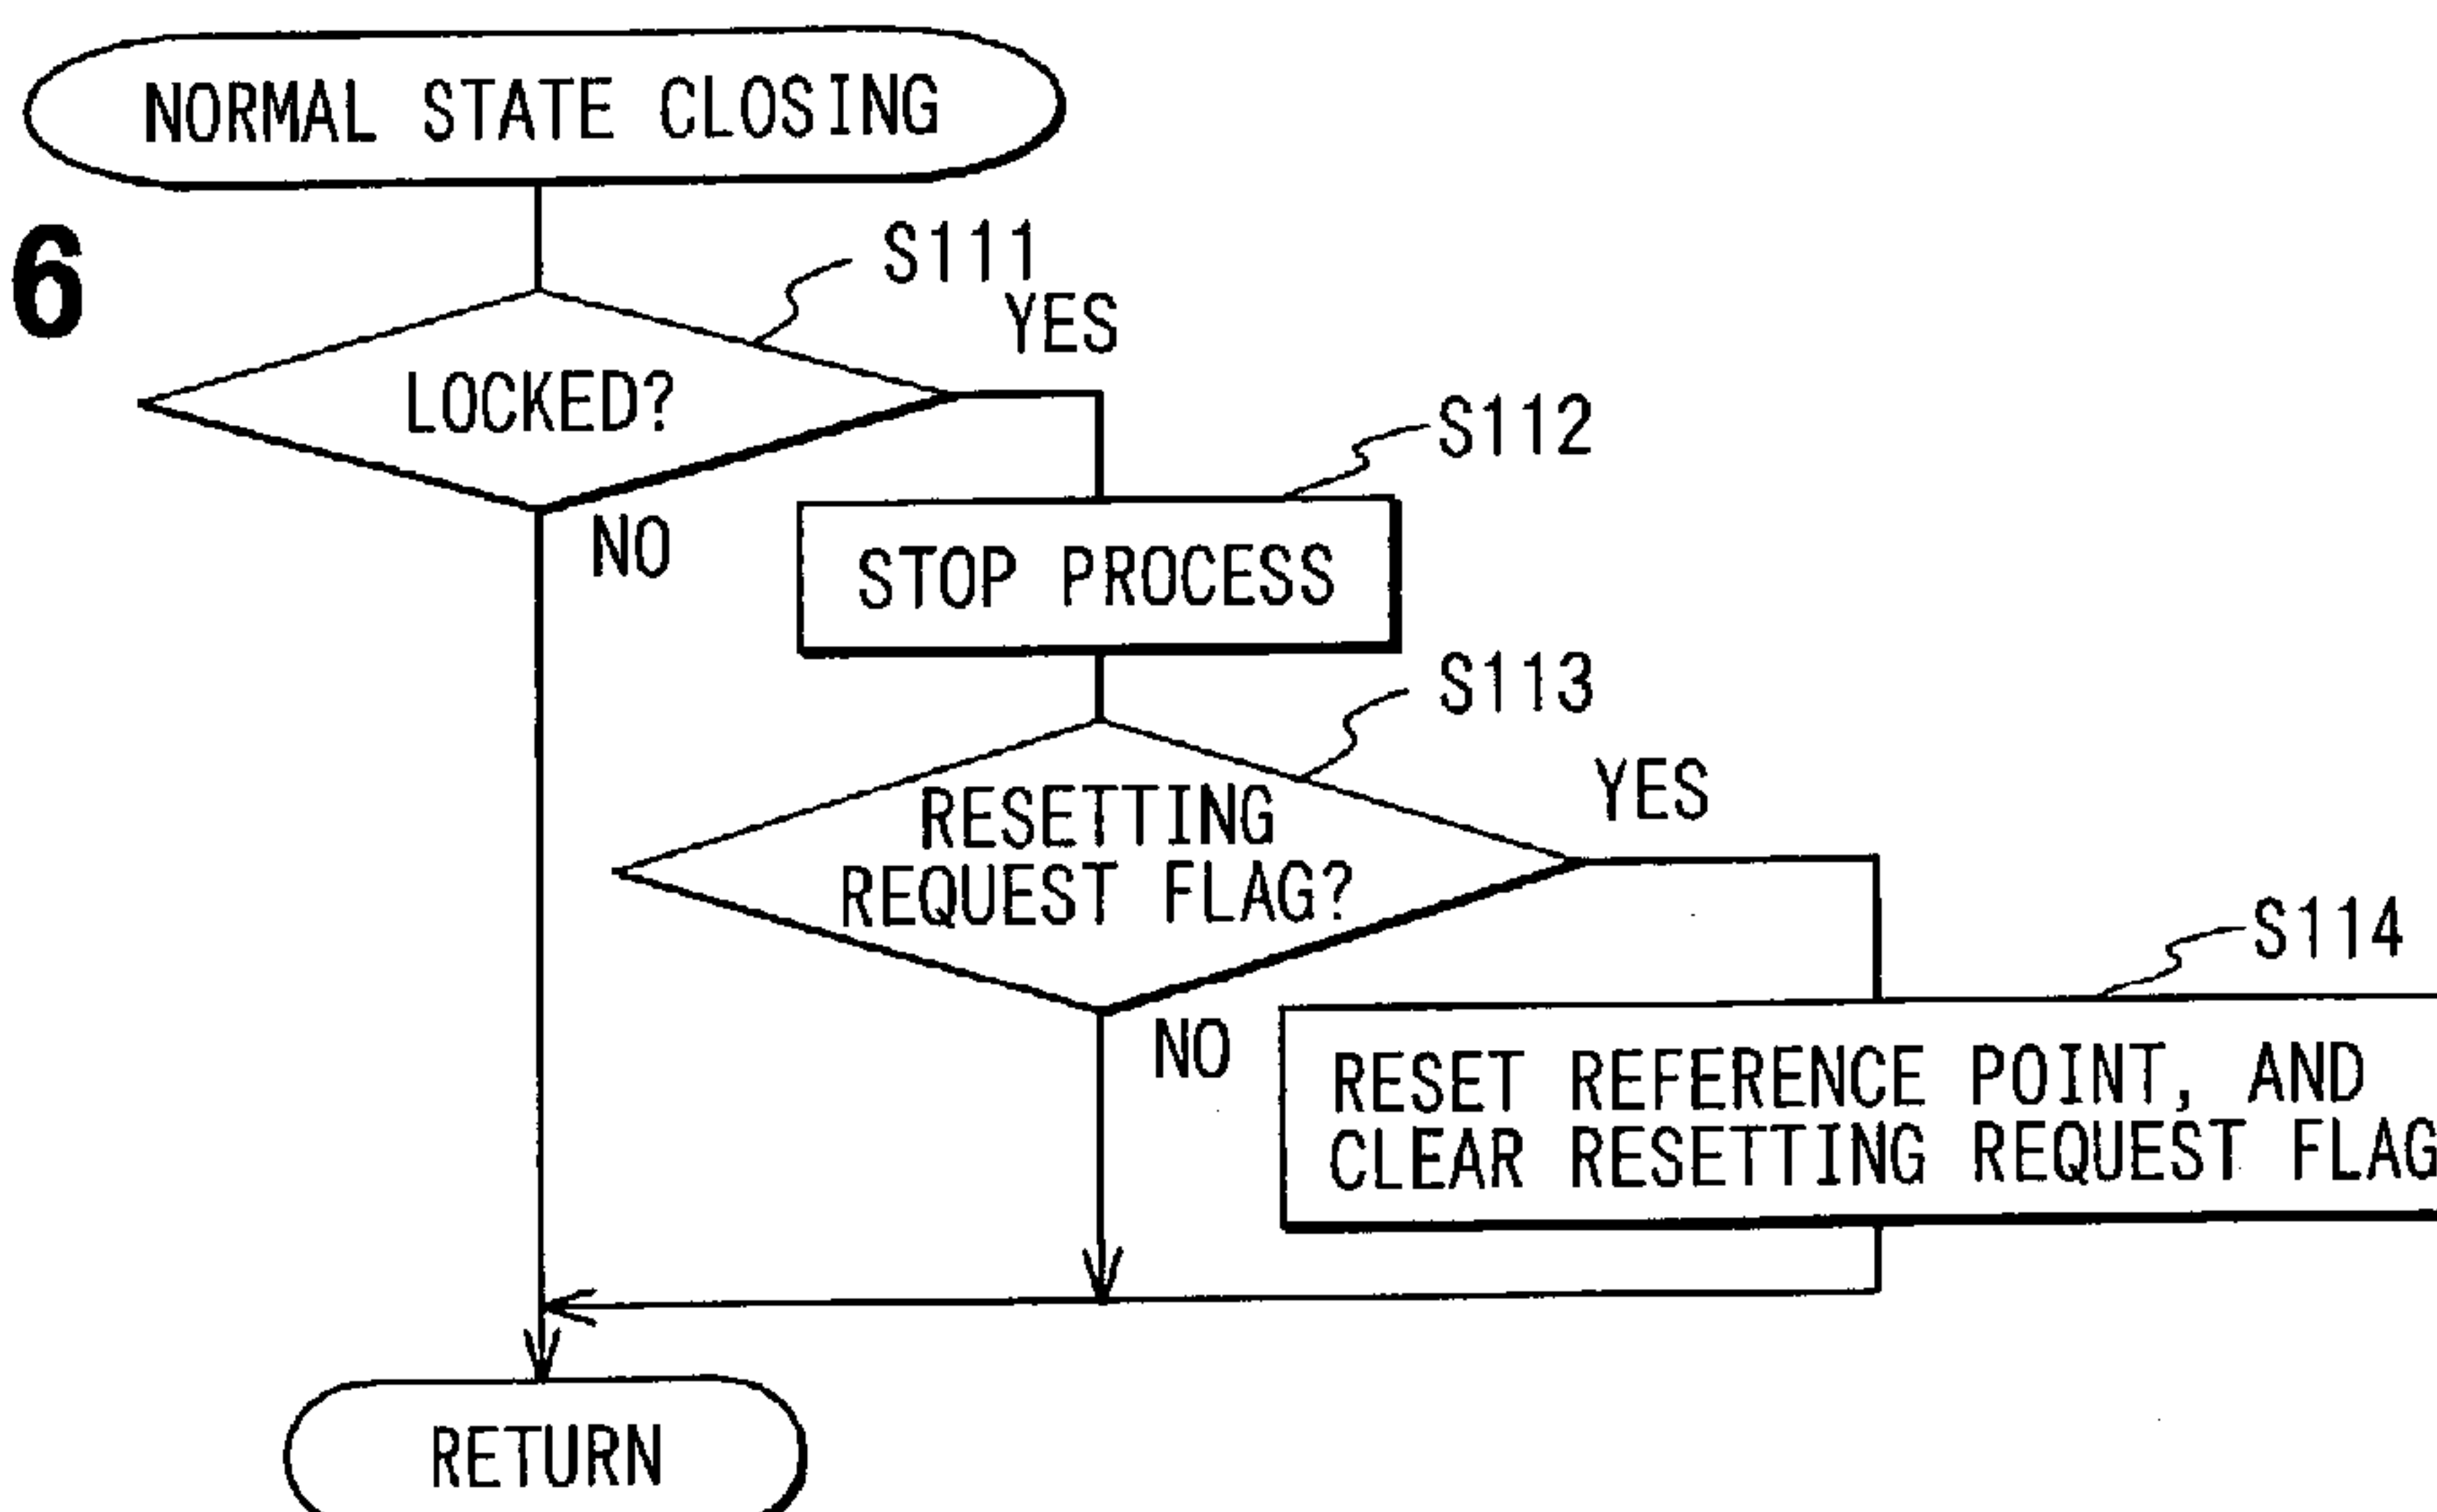 NORMAL STATE CLOSING
6
S111
YES
LOCKED?
S112
NO
STOP PROCESS
S113
YES
RESETTING
REQUEST FLAG?
S114
NO
RESET REFERENCE POINT, AND
CLEAR RESETTING REQUEST FLAG
RETURN